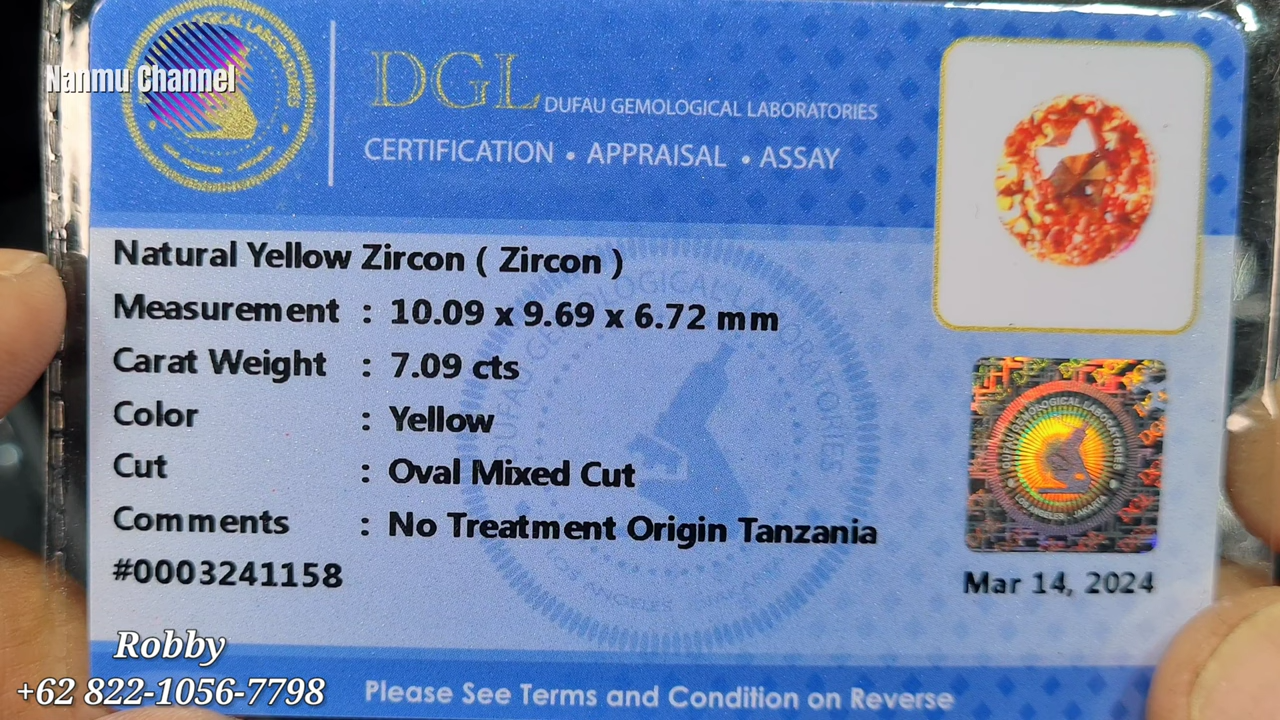 Nanmu Channel
DGL DUFAU GEMOLOGICAL LABORATORIES
CERTIFICATION • APPRAISAL • ASSAY
Natural Yellow Zircon ( Zircon )
Measurement : 10.09 x 9.69 x 6.72 mm
Carat Weight : 7.09 cts
Color : Yellow
Cut : Oval Mixed Cut
Comments : No Treatment Origin Tanzania
#0003241158
Mar 14, 2024
Robby
+62 822-1056-7798
Please See Terms and Condition on Reverse